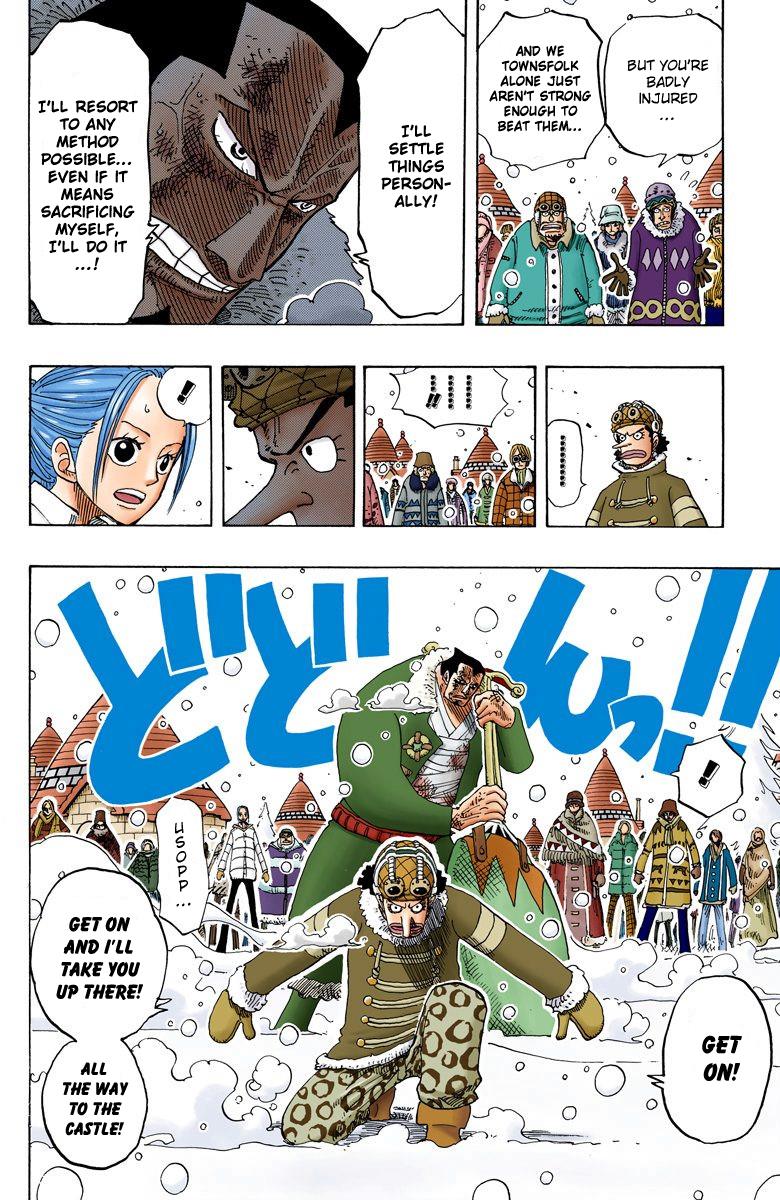 BUT YOU'RE
BADLY
INJURED
...
AND WE
TOWNSFOLK
ALONE JUST
AREN'T STRONG
ENOUGH TO
BEAT THEM...
I'LL
SETTLE
THINGS
PERSON-
ALLY!
I'LL RESORT
TO ANY
METHOD
POSSIBLE...
EVEN IF IT
MEANS
SACRIFICING
MYSELF,
I'LL DO IT
...!
.........
........!!
!
どどんっ!!
!
GET
ON!
USOPP...
GET ON
AND I'LL
TAKE YOU
UP THERE!
ALL
THE WAY
TO THE
CASTLE!